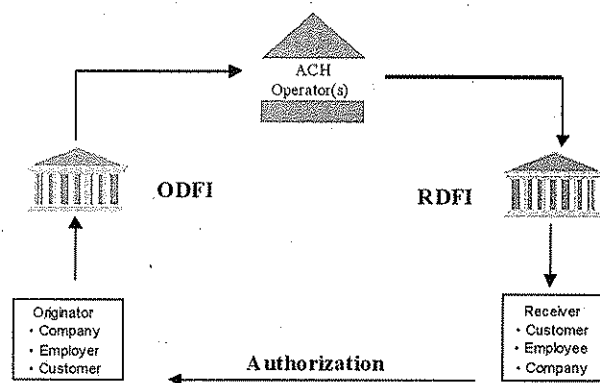 ACH
Operator(s)
ODFI
RDFI
Originator
• Company
• Employer
• Customer
Receiver
• Customer
• Employee
• Company
Authorization